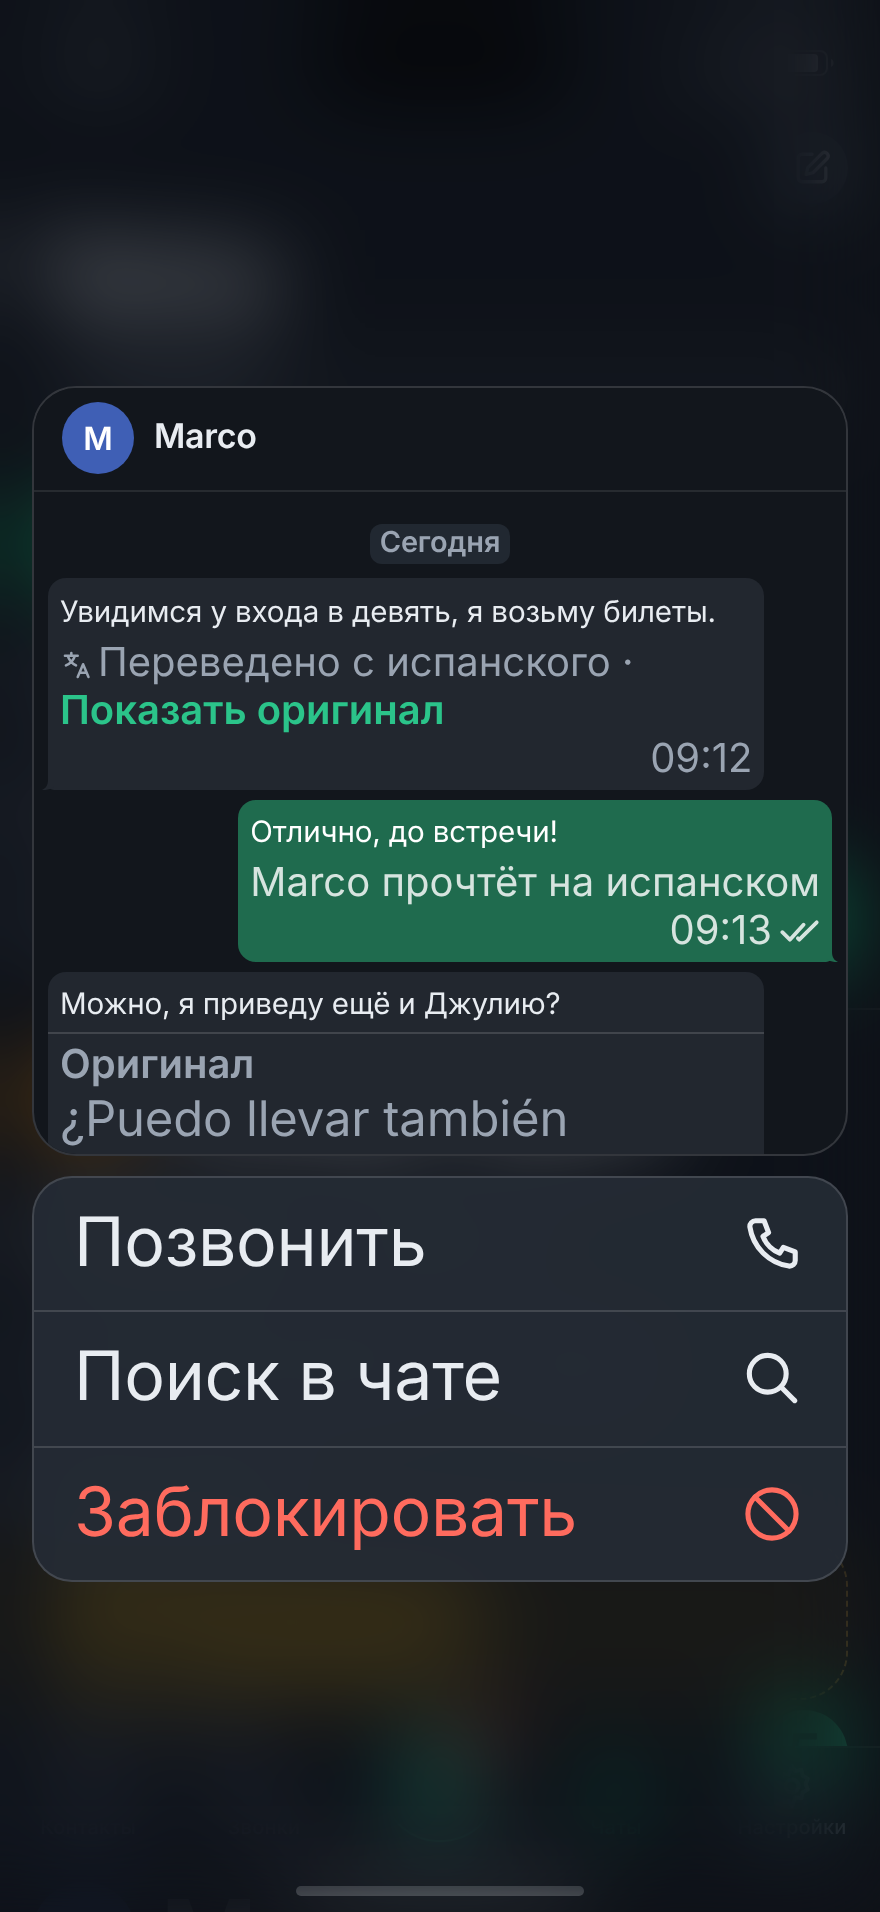 M
Marco
Сегодня
Увидимся у входа в девять, я возьму билеты.
Переведено с испанского ·
Показать оригинал
09:12
Отлично, до встречи!
Marco прочтёт на испанском
09:13
Можно, я приведу ещё и Джулию?
Оригинал
¿Puedo llevar también
Позвонить
Поиск в чате
Заблокировать